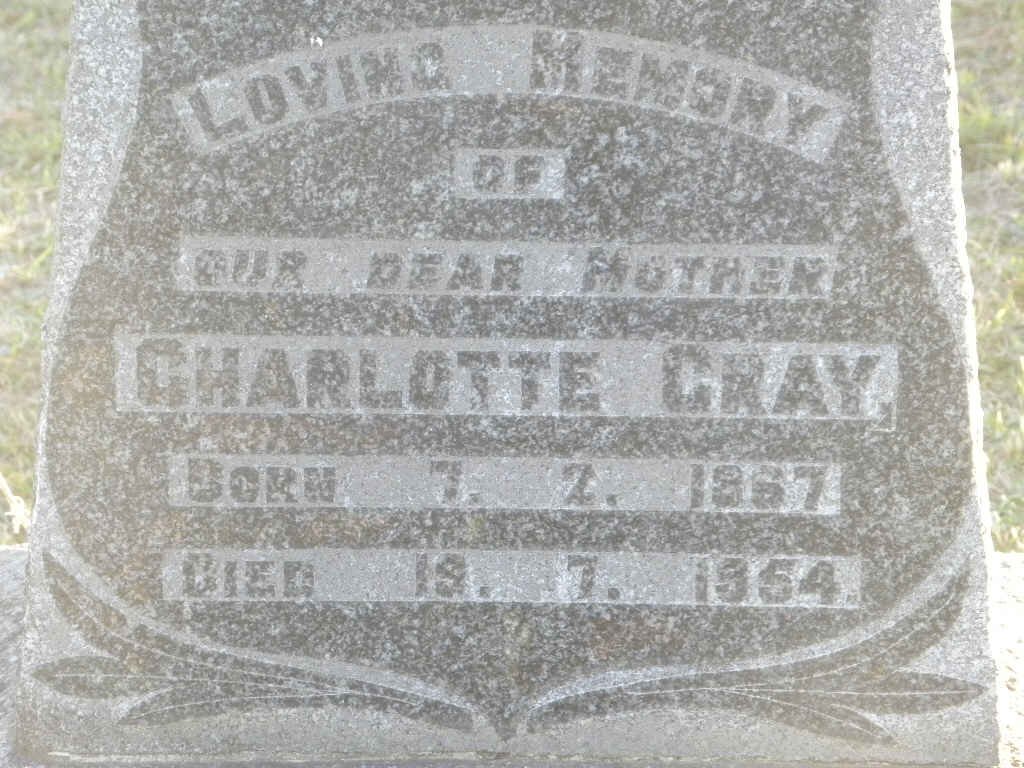 LOVING MEMORY
OF
OUR DEAR MOTHER
CHARLOTTE GRAY,
BORN 7. 2. 1867
DIED 19. 7. 1954.